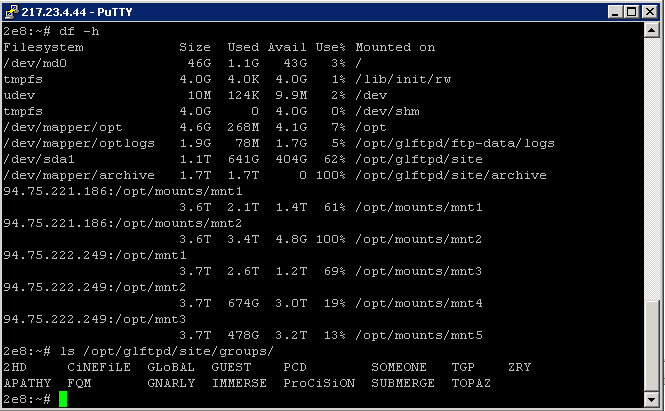 217.23.4.44 - PuTTY
2e8:~# df -h
Filesystem Size Used Avail Use% Mounted on
/dev/md0 46G 1.1G 43G 3% /
tmpfs 4.0G 4.0K 4.0G 1% /lib/init/rw
udev 10M 124K 9.9M 2% /dev
tmpfs 4.0G 0 4.0G 0% /dev/shm
/dev/mapper/opt 4.6G 268M 4.1G 7% /opt
/dev/mapper/optlogs 1.9G 78M 1.7G 5% /opt/glftpd/ftp-data/logs
/dev/sda1 1.1T 641G 404G 62% /opt/glftpd/site
/dev/mapper/archive 1.7T 1.7T 0 100% /opt/glftpd/site/archive
94.75.221.186:/opt/mounts/mnt1
3.6T 2.1T 1.4T 61% /opt/mounts/mnt1
94.75.221.186:/opt/mounts/mnt2
3.6T 3.4T 4.8G 100% /opt/mounts/mnt2
94.75.222.249:/opt/mnt1
3.7T 2.6T 1.2T 69% /opt/mounts/mnt3
94.75.222.249:/opt/mnt2
3.7T 674G 3.0T 19% /opt/mounts/mnt4
94.75.222.249:/opt/mnt3
3.7T 478G 3.2T 13% /opt/mounts/mnt5
2e8:~# ls /opt/glftpd/site/groups/
2HD CiNEFiLE GLoBAL GUEST PCD SOMEONE TGP ZRY
APATHY FQM GNARLY IMMERSE ProCiSiON SUBMERGE TOPAZ
2e8:~#